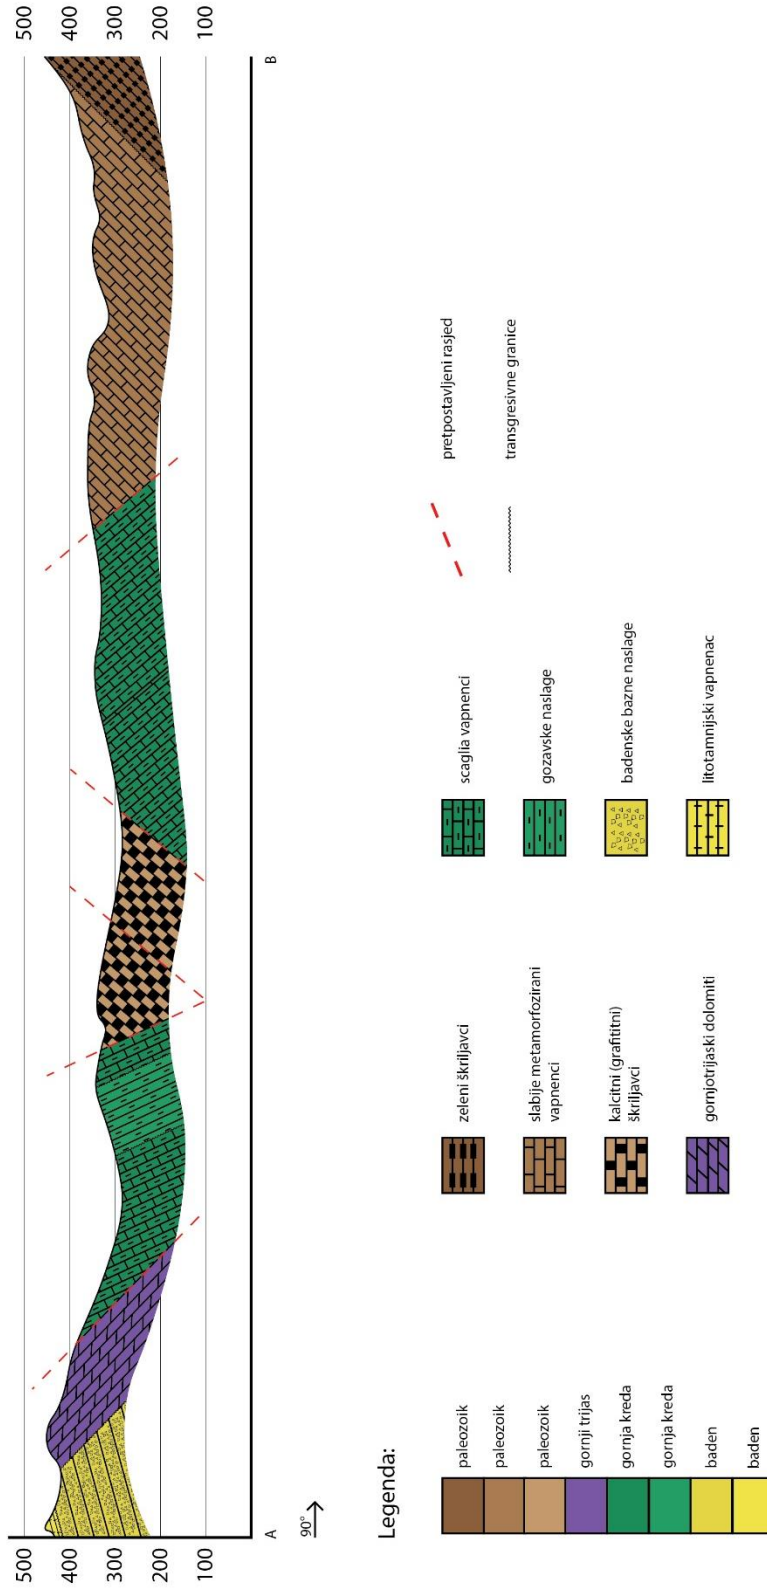 500
400
300
200
100
500
400
300
200
100
A
B
90°
Legenda:
paleozoik
paleozoik
paleozoik
gornji trijas
gornja kreda
gornja kreda
baden
baden
zeleni škriljavci
slabije metamorfozirani
vapnenci
kalcitni (grafititni)
škriljavci
gornjotrijaski dolomiti
scaglia vapnenci
gozavske naslage
badenske bazne naslage
litotamnijski vapnenac
pretpostavljeni rasjed
transgresivne granice